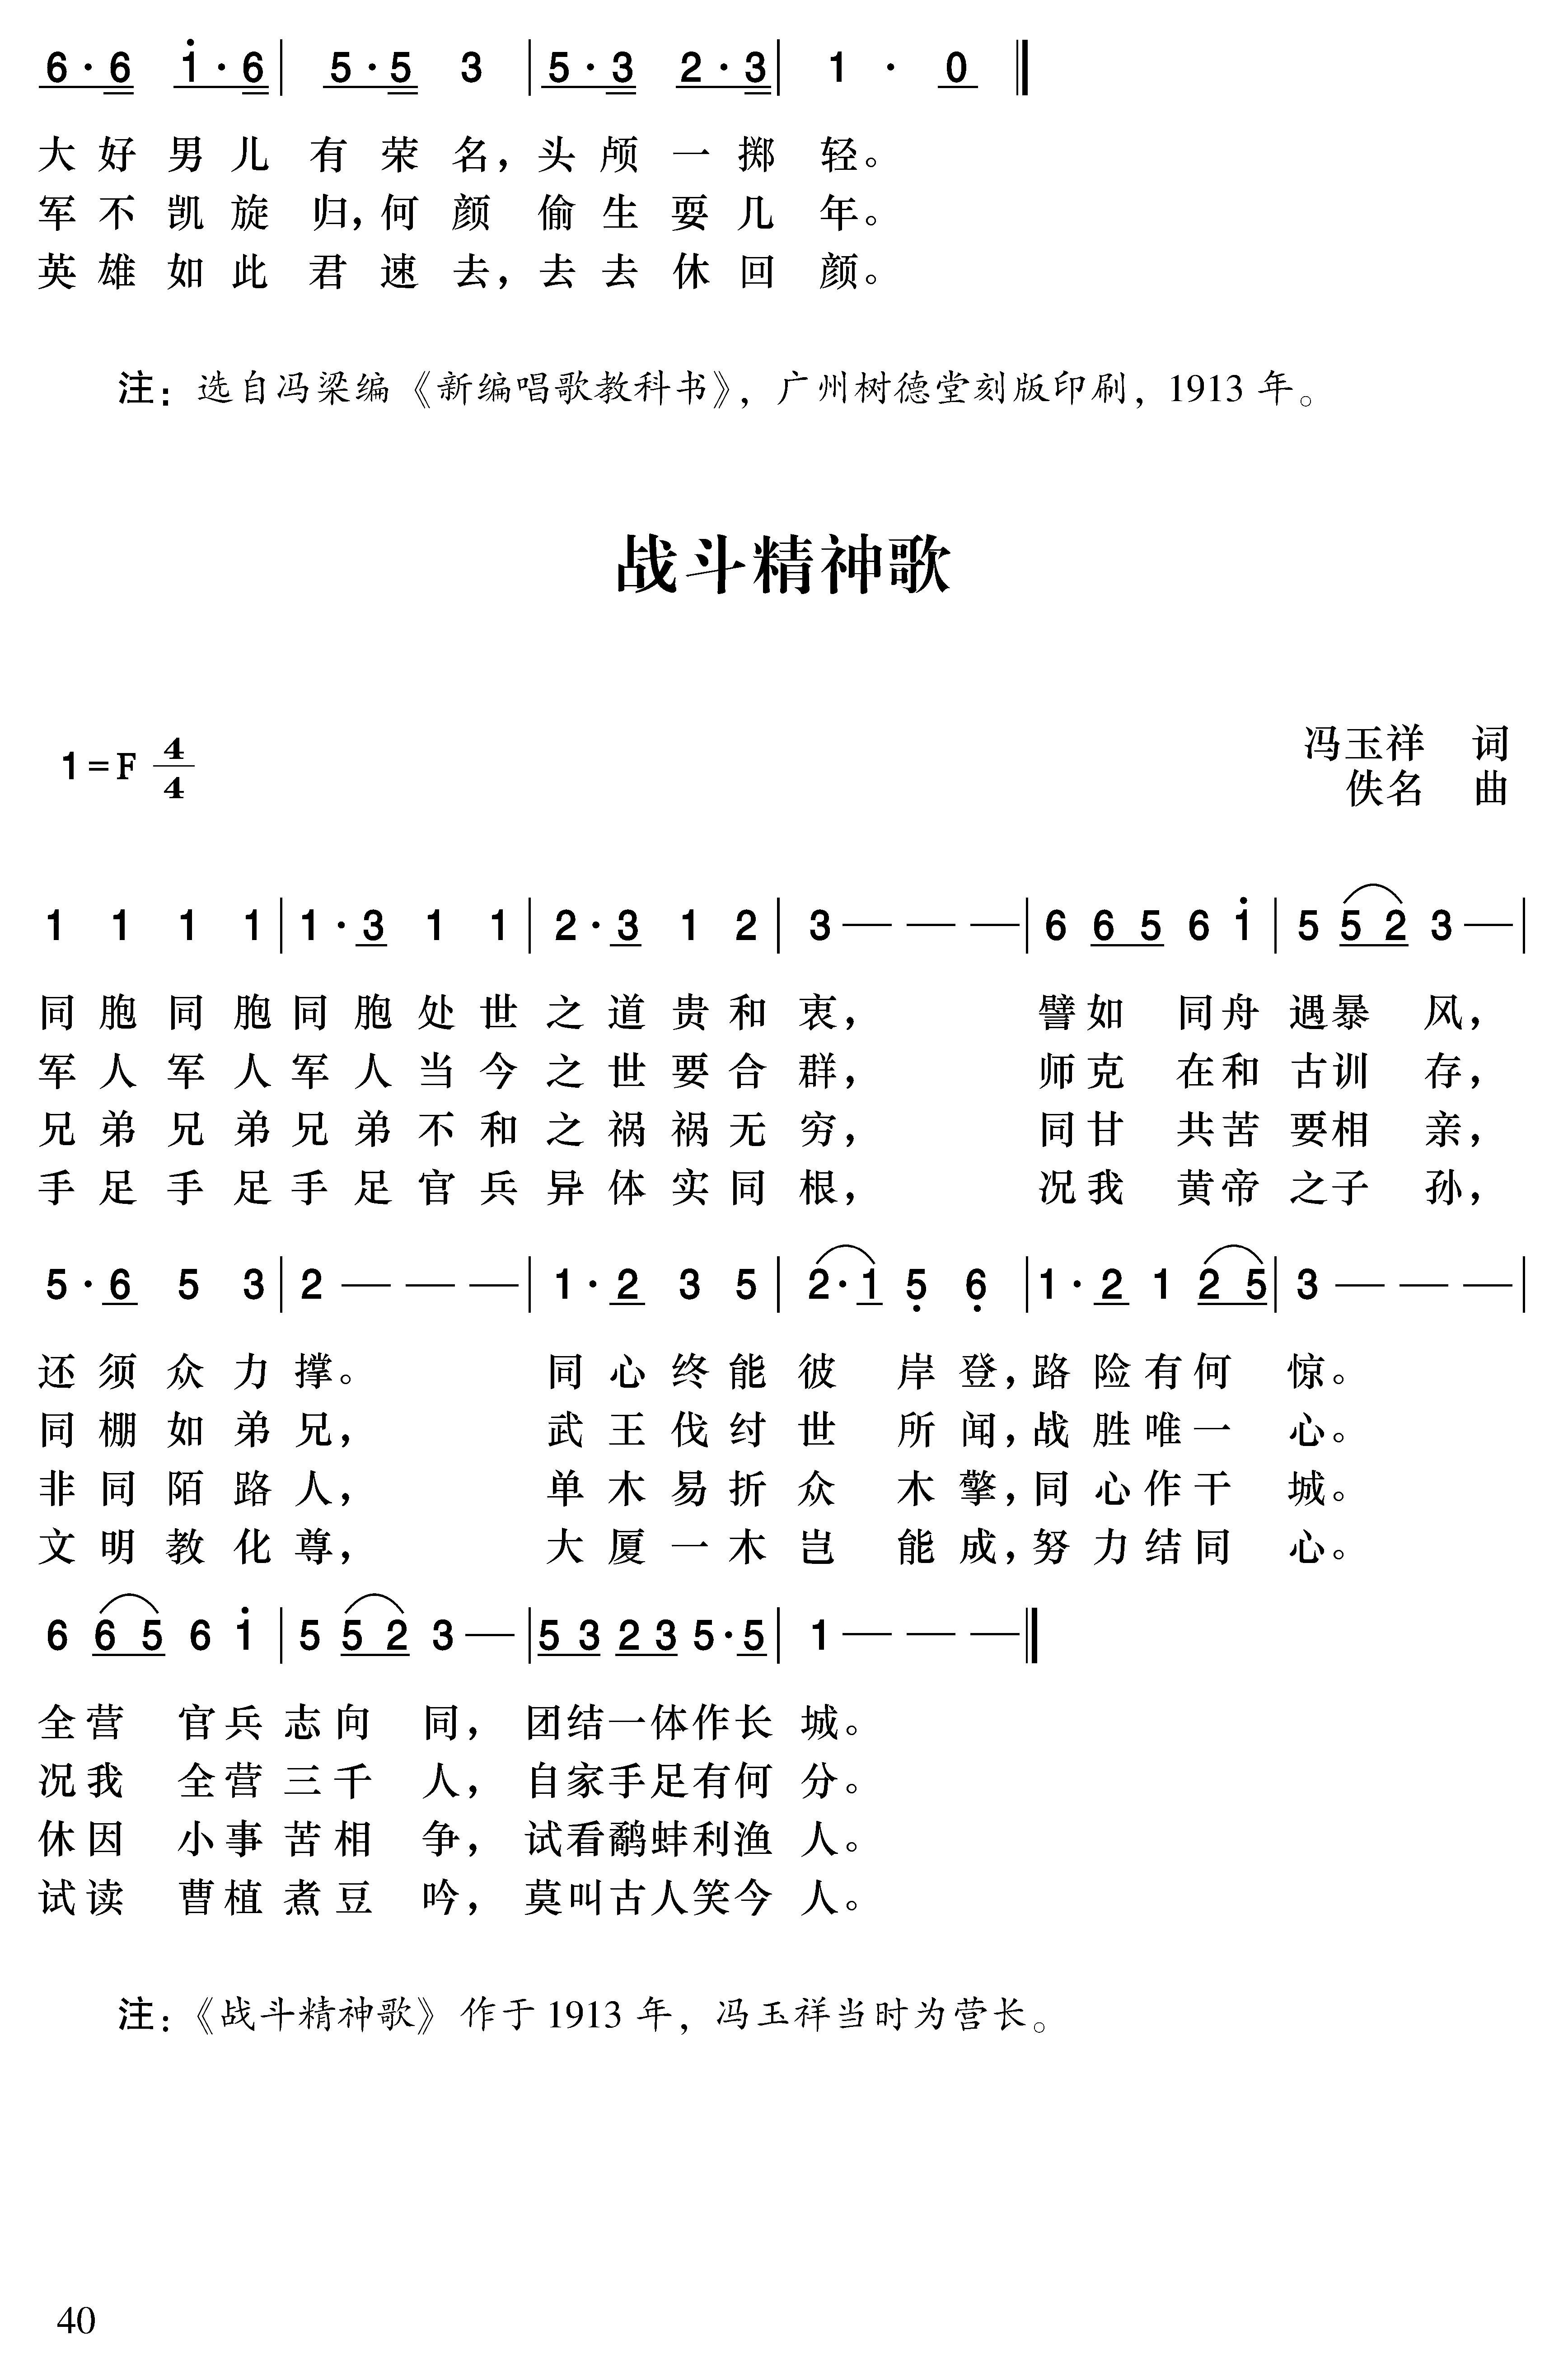 6·6 i·6 | 5·5 3 | 5·3 2·3 | 1 · 0 ‖
大好男儿有荣名，头颅一掷轻。
军不凯旋归，何颜偷生耍几年。
英雄如此君速去，去去休回颜。
注：选自冯梁编《新编唱歌教科书》，广州树德堂刻版印刷，1913年。
战斗精神歌
1=F 4/4
冯玉祥 词
佚名 曲
1 1 1 1 | 1·3 1 1 | 2·3 1 2 | 3 — — — | 6 6 5 6 i | 5 5 2 3 — |
同胞同胞同胞处世之道贵和衷， 譬如同舟遇暴风，
军人军人军人当今之世要合群， 师克在和古训存，
兄弟兄弟兄弟不和之祸祸无穷， 同甘共苦要相亲，
手足手足手足官兵异体实同根， 况我黄帝之子孙，
5·6 5 3 | 2 — — — | 1·2 3 5 | 2·1 5̣ 6̣ | 1·2 1 2 5 | 3 — — — |
还须众力撑。 同心终能彼岸登，路险有何惊。
同棚如弟兄， 武王伐纣世所闻，战胜唯一心。
非同陌路人， 单木易折众木擎，同心作干城。
文明教化尊， 大厦一木岂能成，努力结同心。
6 6 5 6 i | 5 5 2 3 — | 5 3 2 3 5·5 | 1 — — — ‖
全营官兵志向同，团结一体作长城。
况我全营三千人，自家手足有何分。
休因小事苦相争，试看鹬蚌利渔人。
试读曹植煮豆吟，莫叫古人笑今人。
注：《战斗精神歌》作于1913年，冯玉祥当时为营长。
40